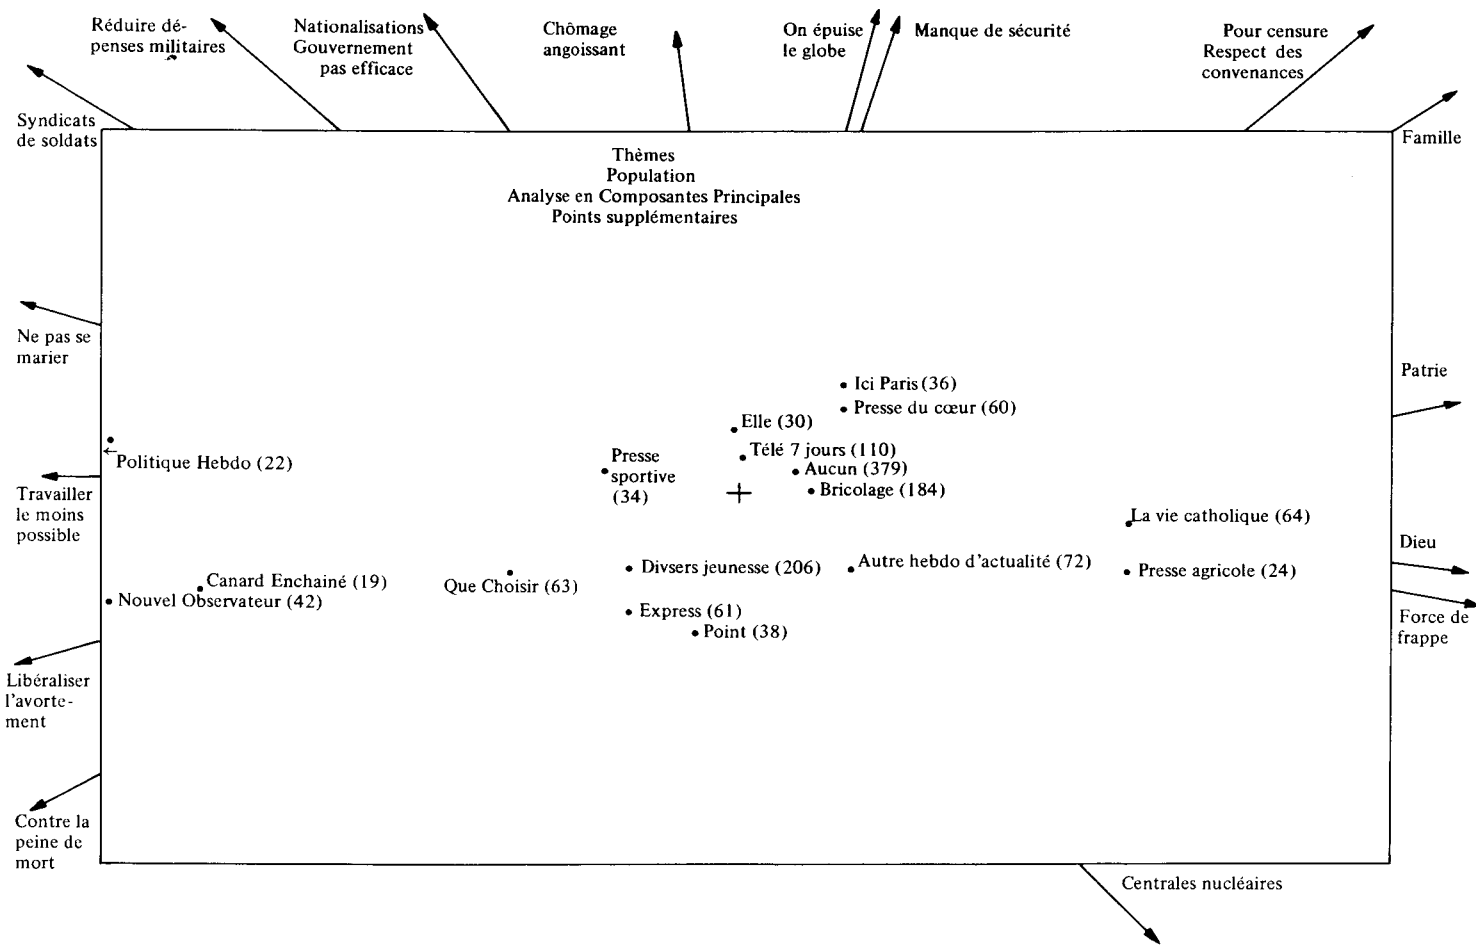 Réduire dé-
penses militaires
Nationalisations
Gouvernement
pas efficace
Chômage
angoissant
On épuise
le globe
Manque de sécurité
Pour censure
Respect des
convenances
Syndicats
de soldats
Famille
Thèmes
Population
Analyse en Composantes Principales
Points supplémentaires
Ne pas se
marier
Patrie
Ici Paris (36)
Presse du cœur (60)
Elle (30)
Télé 7 jours (110)
Presse
sportive
(34)
Aucun (379)
Bricolage (184)
Politique Hebdo (22)
Travailler
le moins
possible
La vie catholique (64)
Dieu
Autre hebdo d'actualité (72)
Divsers jeunesse (206)
Presse agricole (24)
Canard Enchainé (19)
Que Choisir (63)
Nouvel Observateur (42)
Express (61)
Point (38)
Force de
frappe
Libéraliser
l'avorte-
ment
Contre la
peine de
mort
Centrales nucléaires